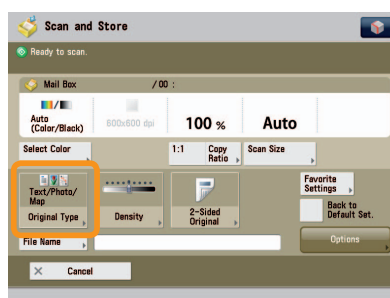 Scan and Store
Ready to scan.
Mail Box /00 :
Auto
(Color/Black)
600x600 dpi
100 %
Auto
Select Color
1:1 Copy
Ratio
Scan Size
Text/Photo/
Map
Original Type
Density
2-Sided
Original
Favorite
Settings
Back to
Default Set.
File Name
Options
Cancel